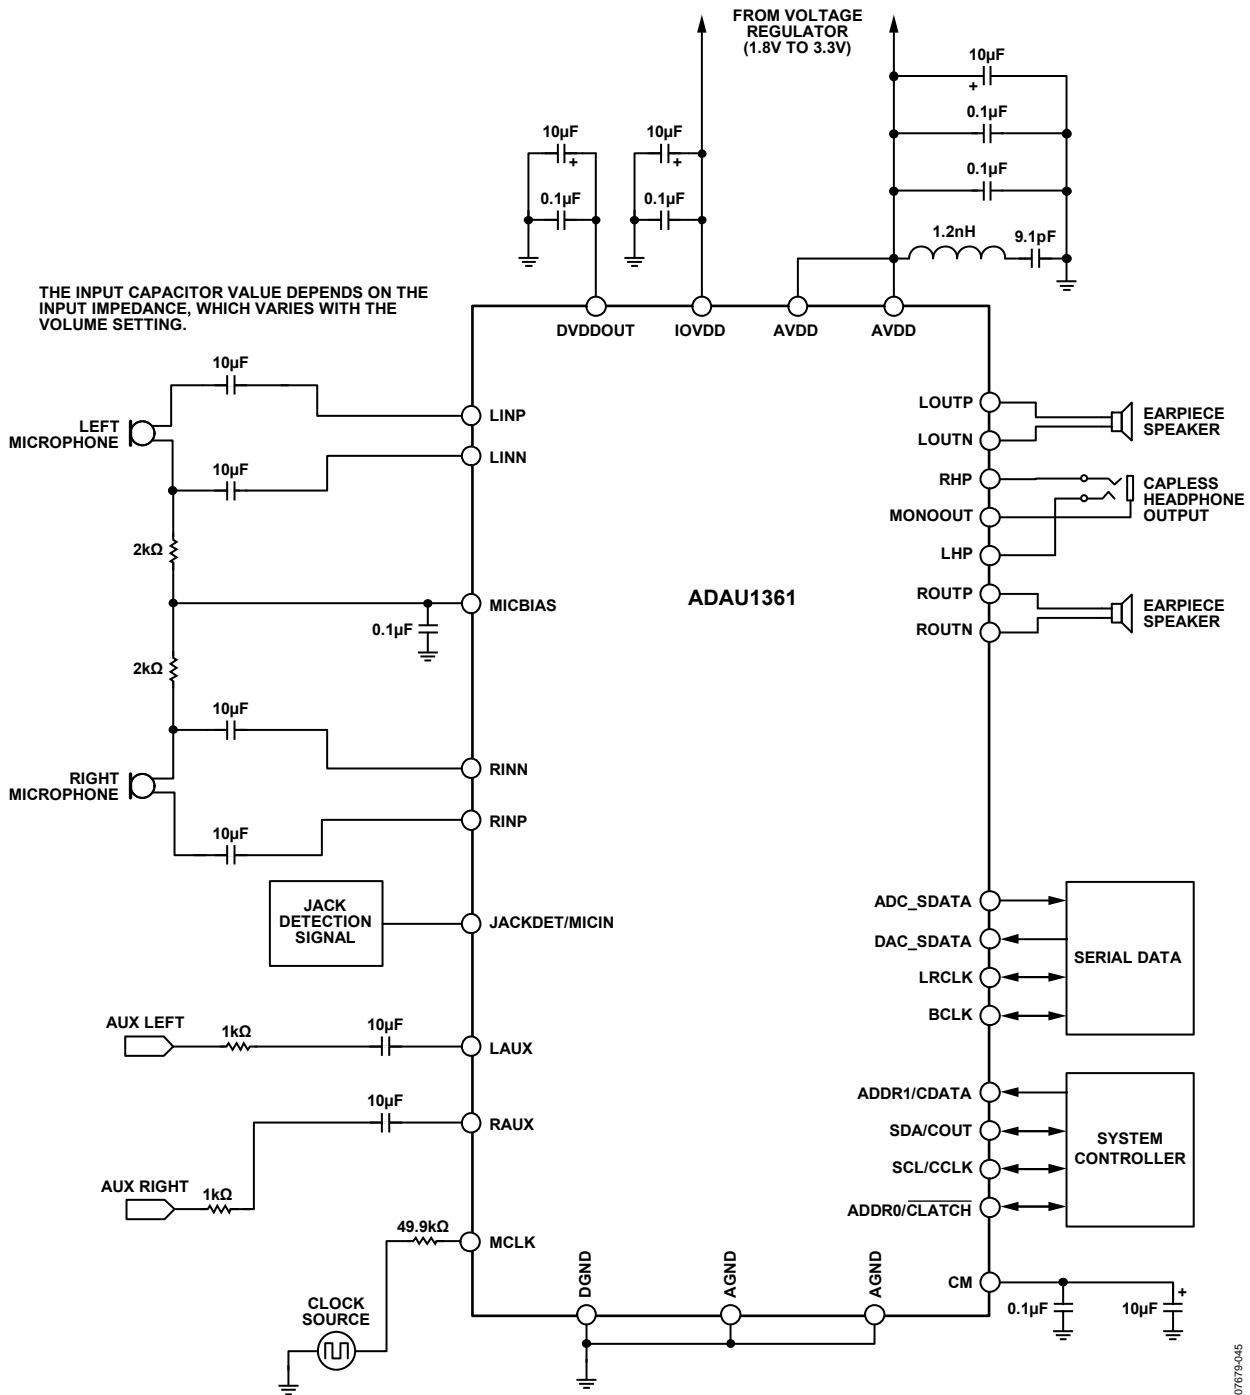 FROM VOLTAGE
REGULATOR
(1.8V TO 3.3V)
10µF
+
0.1µF
0.1µF
1.2nH
9.1pF
10µF
+
0.1µF
10µF
+
0.1µF
THE INPUT CAPACITOR VALUE DEPENDS ON THE
INPUT IMPEDANCE, WHICH VARIES WITH THE
VOLUME SETTING.
DVDDOUT
IOVDD
AVDD
AVDD
10µF
LEFT
MICROPHONE
LINP
10µF
LINN
2kΩ
MICBIAS
0.1µF
2kΩ
10µF
RINN
RIGHT
MICROPHONE
10µF
RINP
JACK
DETECTION
SIGNAL
JACKDET/MICIN
AUX LEFT
1kΩ
10µF
LAUX
10µF
RAUX
AUX RIGHT
1kΩ
49.9kΩ
MCLK
CLOCK
SOURCE
ADAU1361
LOUTP
LOUTN
EARPIECE
SPEAKER
RHP
MONOOUT
LHP
CAPLESS
HEADPHONE
OUTPUT
ROUTP
ROUTN
EARPIECE
SPEAKER
ADC_SDATA
DAC_SDATA
LRCLK
BCLK
SERIAL DATA
ADDR1/CDATA
SDA/COUT
SCL/CCLK
ADDR0/CLATCH
SYSTEM
CONTROLLER
CM
0.1µF
10µF
+
DGND
AGND
AGND
07679-045